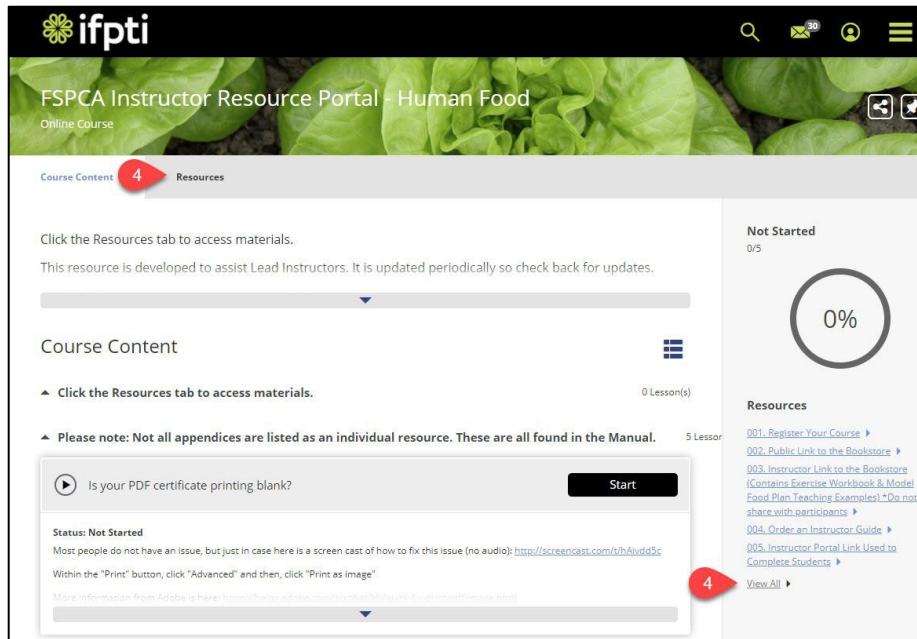 ifpti
30
FSPCA Instructor Resource Portal - Human Food
Online Course
Course Content
4
Resources
Click the Resources tab to access materials.
This resource is developed to assist Lead Instructors. It is updated periodically so check back for updates.
Course Content
Click the Resources tab to access materials.
0 Lesson(s)
Please note: Not all appendices are listed as an individual resource. These are all found in the Manual.
5 Lesson
Is your PDF certificate printing blank?
Start
Status: Not Started
Most people do not have an issue, but just in case here is a screen cast of how to fix this issue (no audio): http://screencast.com/t/hAivdd5c
Within the "Print" button, click "Advanced" and then, click "Print as image"
More information from Adobe is here:
Not Started
0/5
0%
Resources
001. Register Your Course
002. Public Link to the Bookstore
003. Instructor Link to the Bookstore
(Contains Exercise Workbook & Model
Food Plan Teaching Examples) *Do not
share with participants
004. Order an Instructor Guide
005. Instructor Portal Link Used to
Complete Students
4
View All